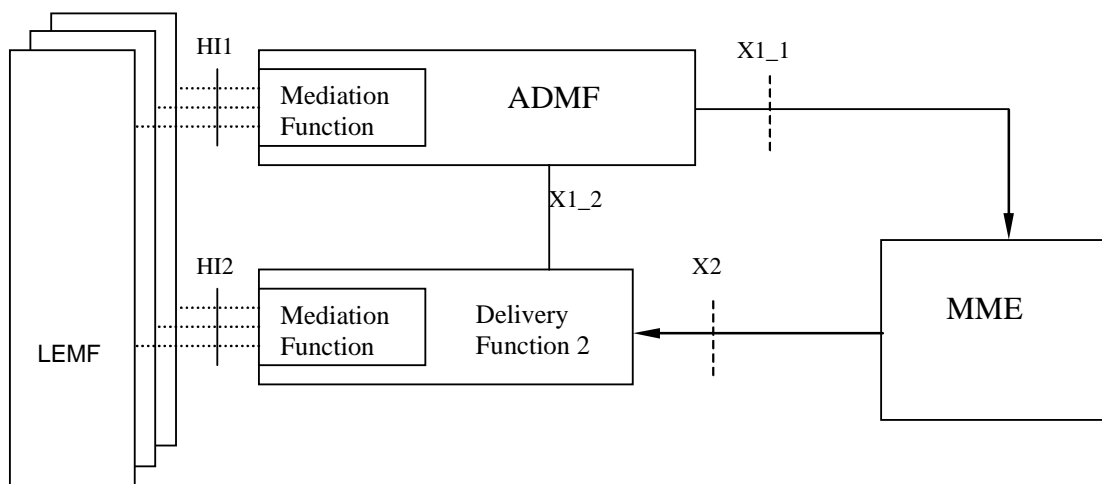 HI1
X1_1
Mediation
Function
ADMF
X1_2
HI2
X2
Mediation
Function
Delivery
Function 2
MME
LEMF